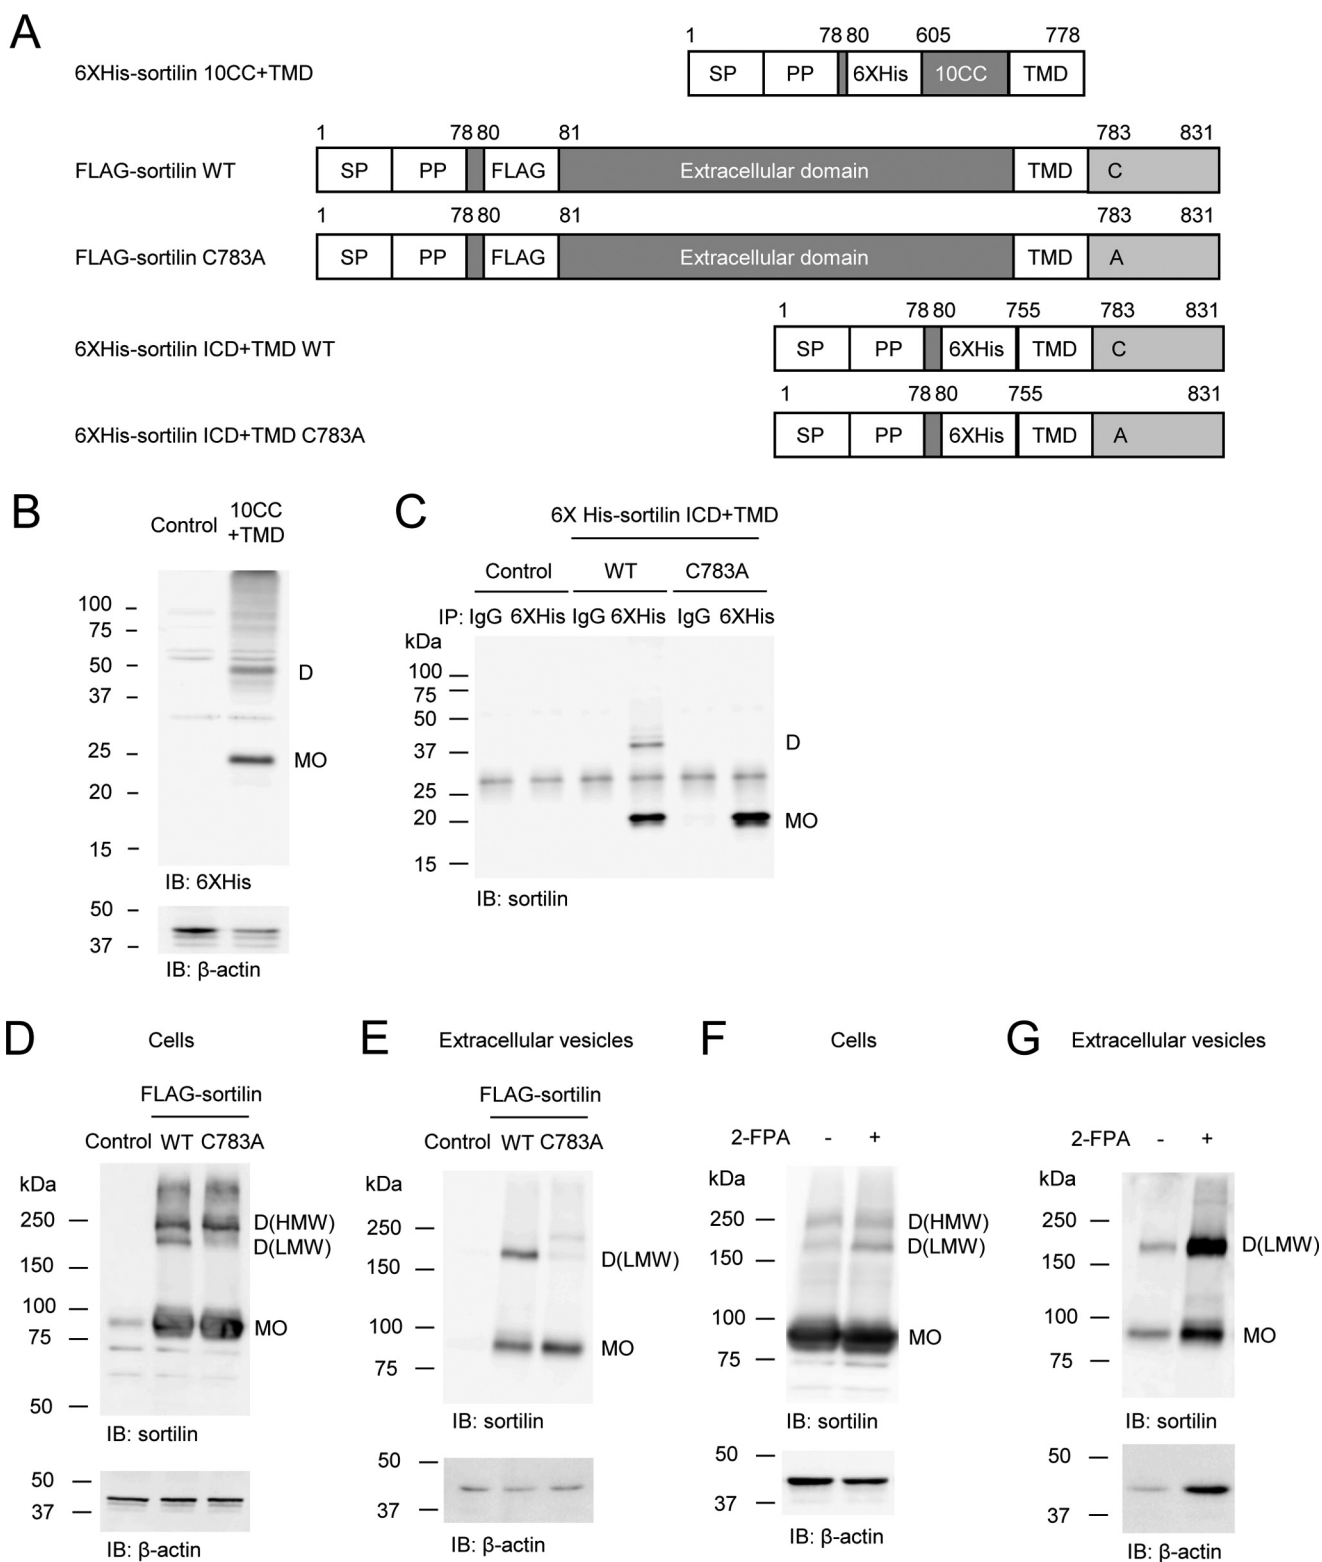 A
1 78 80 605 778
6XHis-sortilin 10CC+TMD SP PP 6XHis 10CC TMD
1 78 80 81 783 831
FLAG-sortilin WT SP PP FLAG Extracellular domain TMD C
1 78 80 81 783 831
FLAG-sortilin C783A SP PP FLAG Extracellular domain TMD A
1 78 80 755 783 831
6XHis-sortilin ICD+TMD WT SP PP 6XHis TMD C
1 78 80 755 831
6XHis-sortilin ICD+TMD C783A SP PP 6XHis TMD A
B
Control 10CC
+TMD
100
75
50 D
37
25 MO
20
15
IB: 6XHis
50
37
IB: β-actin
C
6X His-sortilin ICD+TMD
Control WT C783A
IP: IgG 6XHis IgG 6XHis IgG 6XHis
kDa
100
75
50
37 D
25
20 MO
15
IB: sortilin
D Cells
FLAG-sortilin
Control WT C783A
kDa
250 D(HMW)
D(LMW)
150
100
MO
75
50
IB: sortilin
50
37
IB: β-actin
E Extracellular vesicles
FLAG-sortilin
Control WT C783A
kDa
250
D(LMW)
150
100
MO
75
IB: sortilin
50
37
IB: β-actin
F Cells
2-FPA - +
kDa
250 D(HMW)
D(LMW)
150
100
MO
75
IB: sortilin
50
37
IB: β-actin
G Extracellular vesicles
2-FPA - +
kDa
250
D(LMW)
150
100
MO
75
IB: sortilin
50
37
IB: β-actin